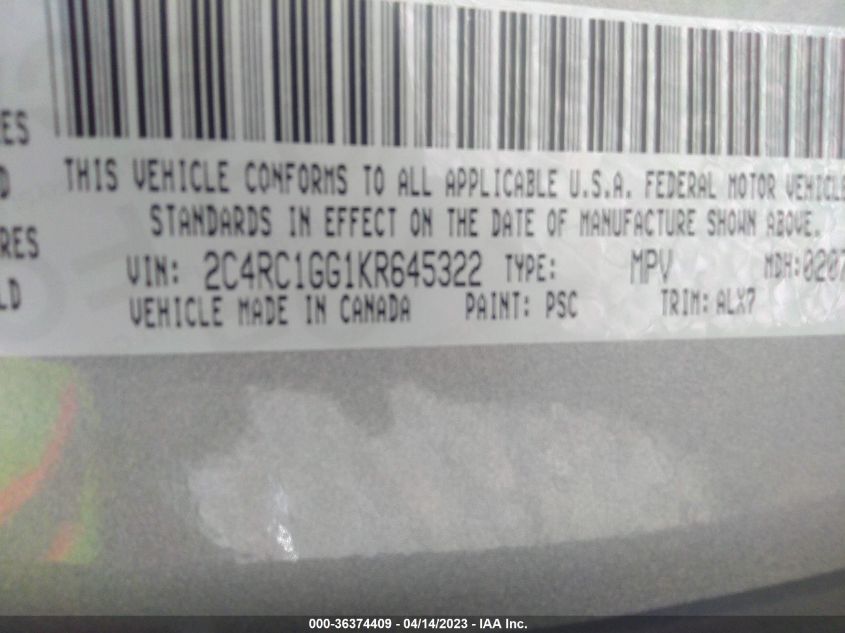 ES
THIS VEHICLE CONFORMS TO ALL APPLICABLE U.S.A. FEDERAL MOTOR VEHICLE
D
STANDARDS IN EFFECT ON THE DATE OF MANUFACTURE SHOWN ABOVE.
RES
VIN: 2C4RC1GG1KR645322 TYPE: MPV MDH:0207
LD
VEHICLE MADE IN CANADA PAINT: PSC TRIM: ALX7
000-36374409 - 04/14/2023 - IAA Inc.